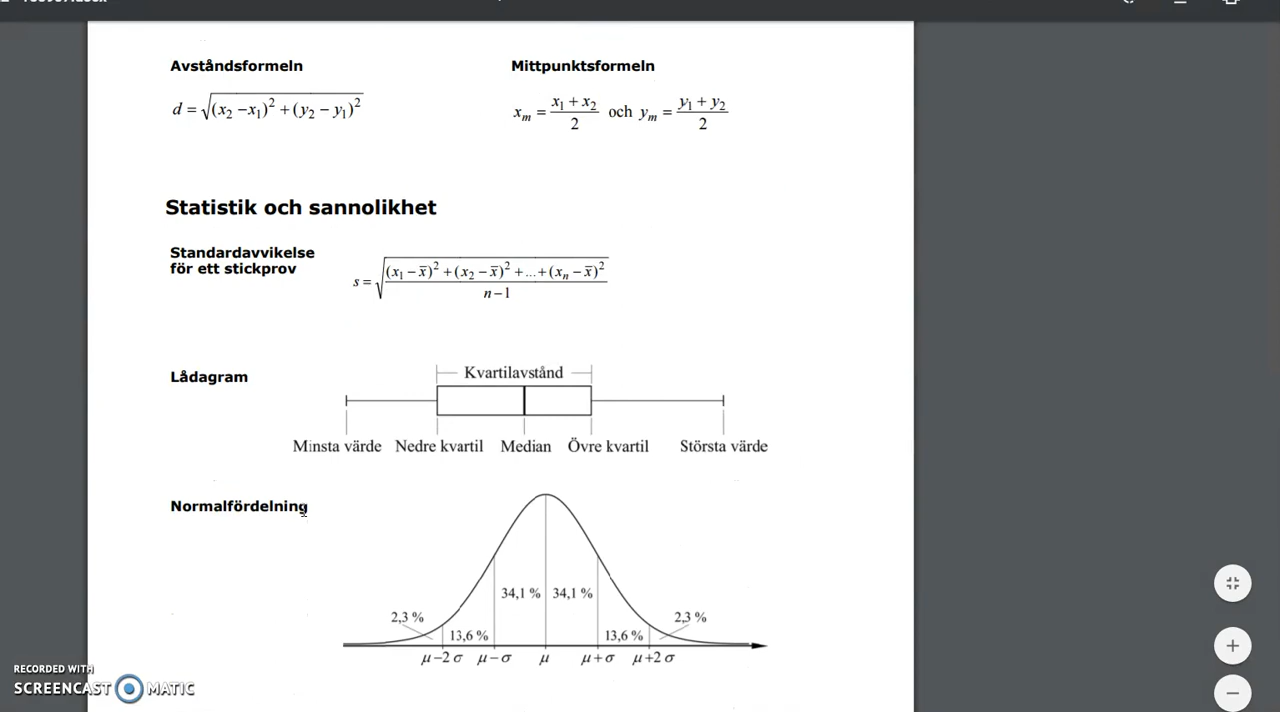 Avståndsformeln
d = √(x₂ − x₁)² + (y₂ − y₁)²
Mittpunktsformeln
xₘ = (x₁ + x₂)/2 och yₘ = (y₁ + y₂)/2
Statistik och sannolikhet
Standardavvikelse
för ett stickprov
s = √((x₁ − x̄)² + (x₂ − x̄)² + ... + (xₙ − x̄)²)/(n − 1)
Lådagram
Kvartilavstånd
Minsta värde Nedre kvartil Median Övre kvartil Största värde
Normalfördelning
34,1 % 34,1 %
2,3 % 2,3 %
13,6 % 13,6 %
μ−2 σ μ−σ μ μ+σ μ+2 σ
RECORDED WITH
SCREENCAST MATIC